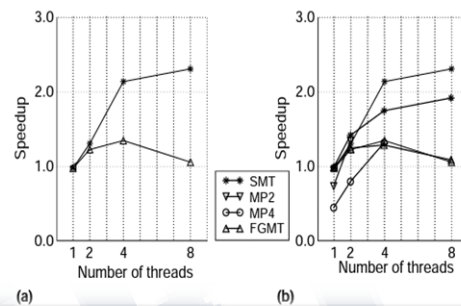 3.0
2.0
1.0
0.0
Speedup
1 2 4 8
Number of threads
(a)
SMT
MP2
MP4
FGMT
3.0
2.0
1.0
0.0
Speedup
1 2 4 8
Number of threads
(b)